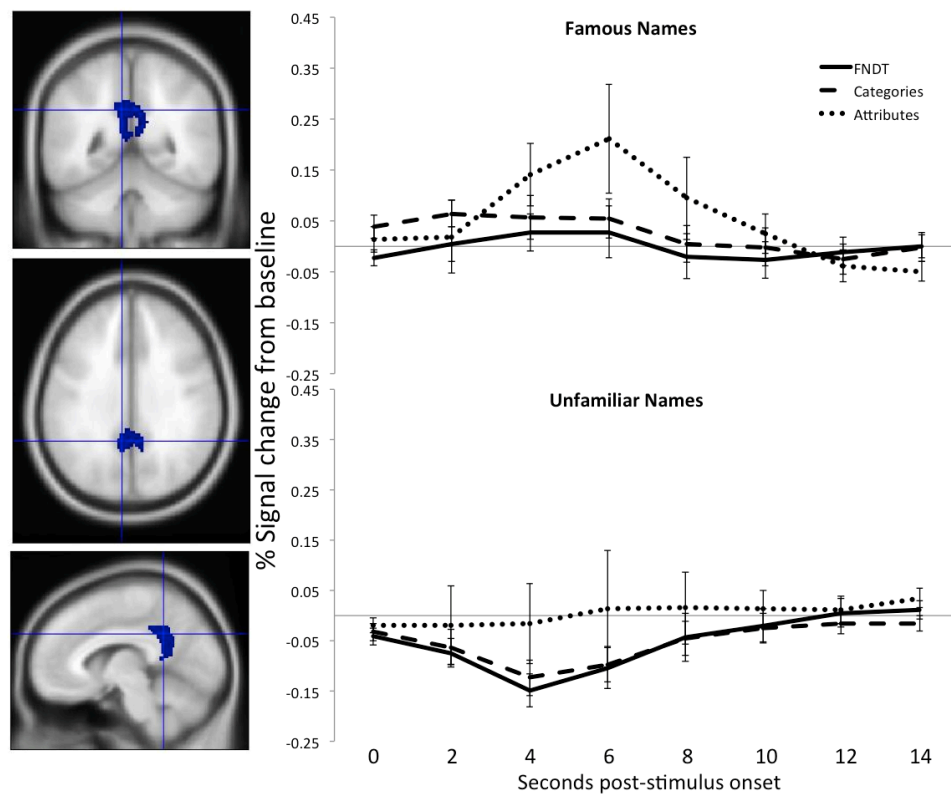 Famous Names
FNDT
Categories
Attributes
0.45
0.35
0.25
0.15
0.05
-0.05
-0.15
-0.25
% Signal change from baseline
Unfamiliar Names
0.45
0.35
0.25
0.15
0.05
-0.05
-0.15
-0.25
0 2 4 6 8 10 12 14
Seconds post-stimulus onset